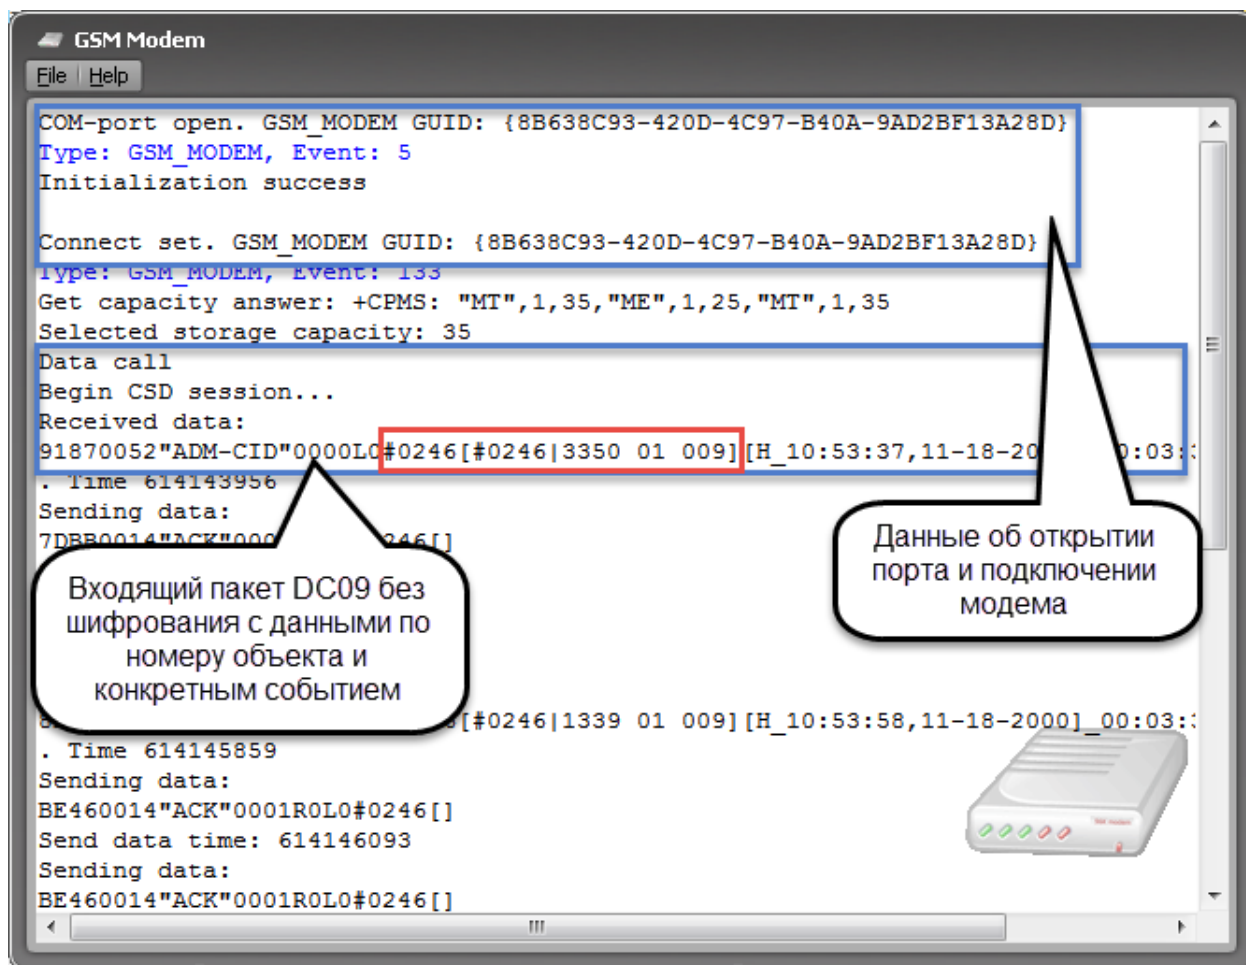 GSM Modem
File Help
COM-port open. GSM_MODEM GUID: {8B638C93-420D-4C97-B40A-9AD2BF13A28D}
Type: GSM_MODEM, Event: 5
Initialization success
Connect set. GSM_MODEM GUID: {8B638C93-420D-4C97-B40A-9AD2BF13A28D}
Type: GSM_MODEM, Event: 133
Get capacity answer: +CPMS: "MT",1,35,"ME",1,25,"MT",1,35
Selected storage capacity: 35
Data call
Begin CSD session...
Received data:
91870052"ADM-CID"0000L0#0246[#0246|3350 01 009][H_10:53:37,11-18-20 0:03:
. Time 614143956
Sending data:
7DBB0014"ACK"000 0246[]
Данные об открытии
порта и подключении
модема
Входящий пакет DC09 без
шифрования с данными по
номеру объекта и
конкретным событием
[#0246|1339 01 009][H_10:53:58,11-18-2000]_00:03:
. Time 614145859
Sending data:
BE460014"ACK"0001R0L0#0246[]
Send data time: 614146093
Sending data:
BE460014"ACK"0001R0L0#0246[]